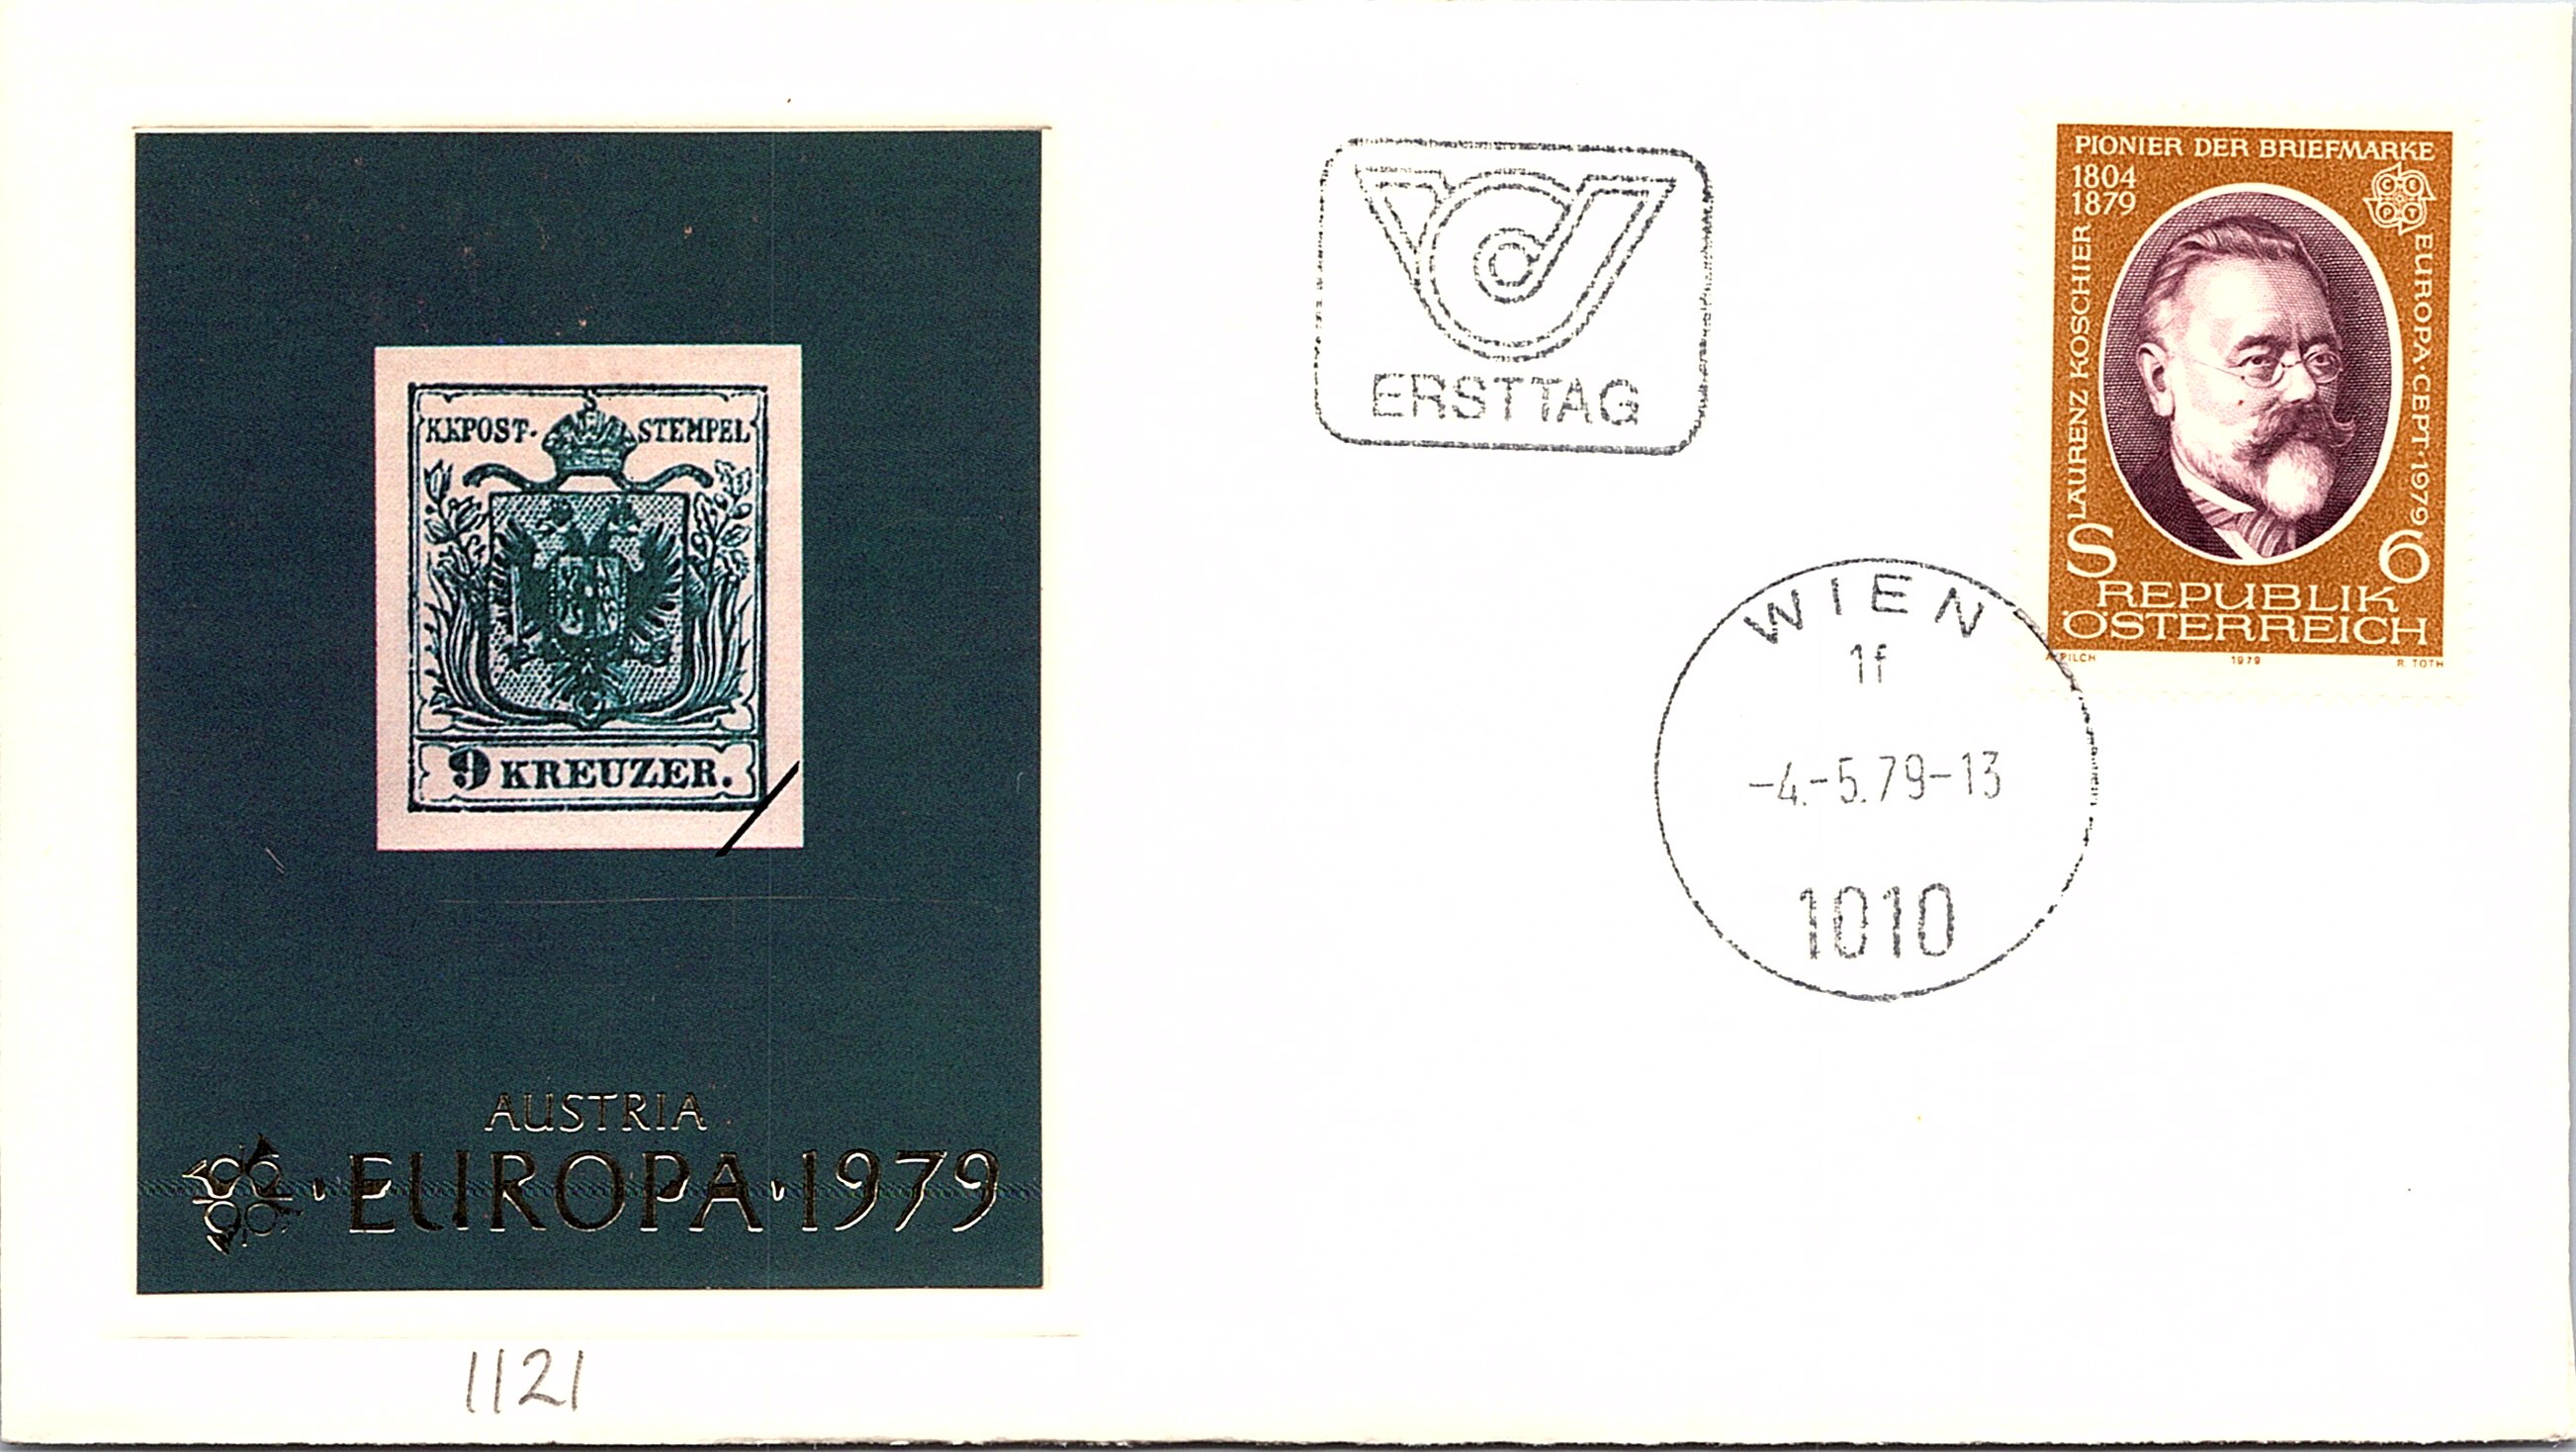 K.K.POST-STEMPEL
9 KREUZER.
AUSTRIA
·EUROPA·1979
1121
ERSTTAG
WIEN
1f
-4.-5.79-13
1010
PIONIER DER BRIEFMARKE
1804
1879
LAURENZ KOSCHIER
CEPT
EUROPA·CEPT·1979
S 6
REPUBLIK
ÖSTERREICH
A. PILCH 1979 R. TOTH